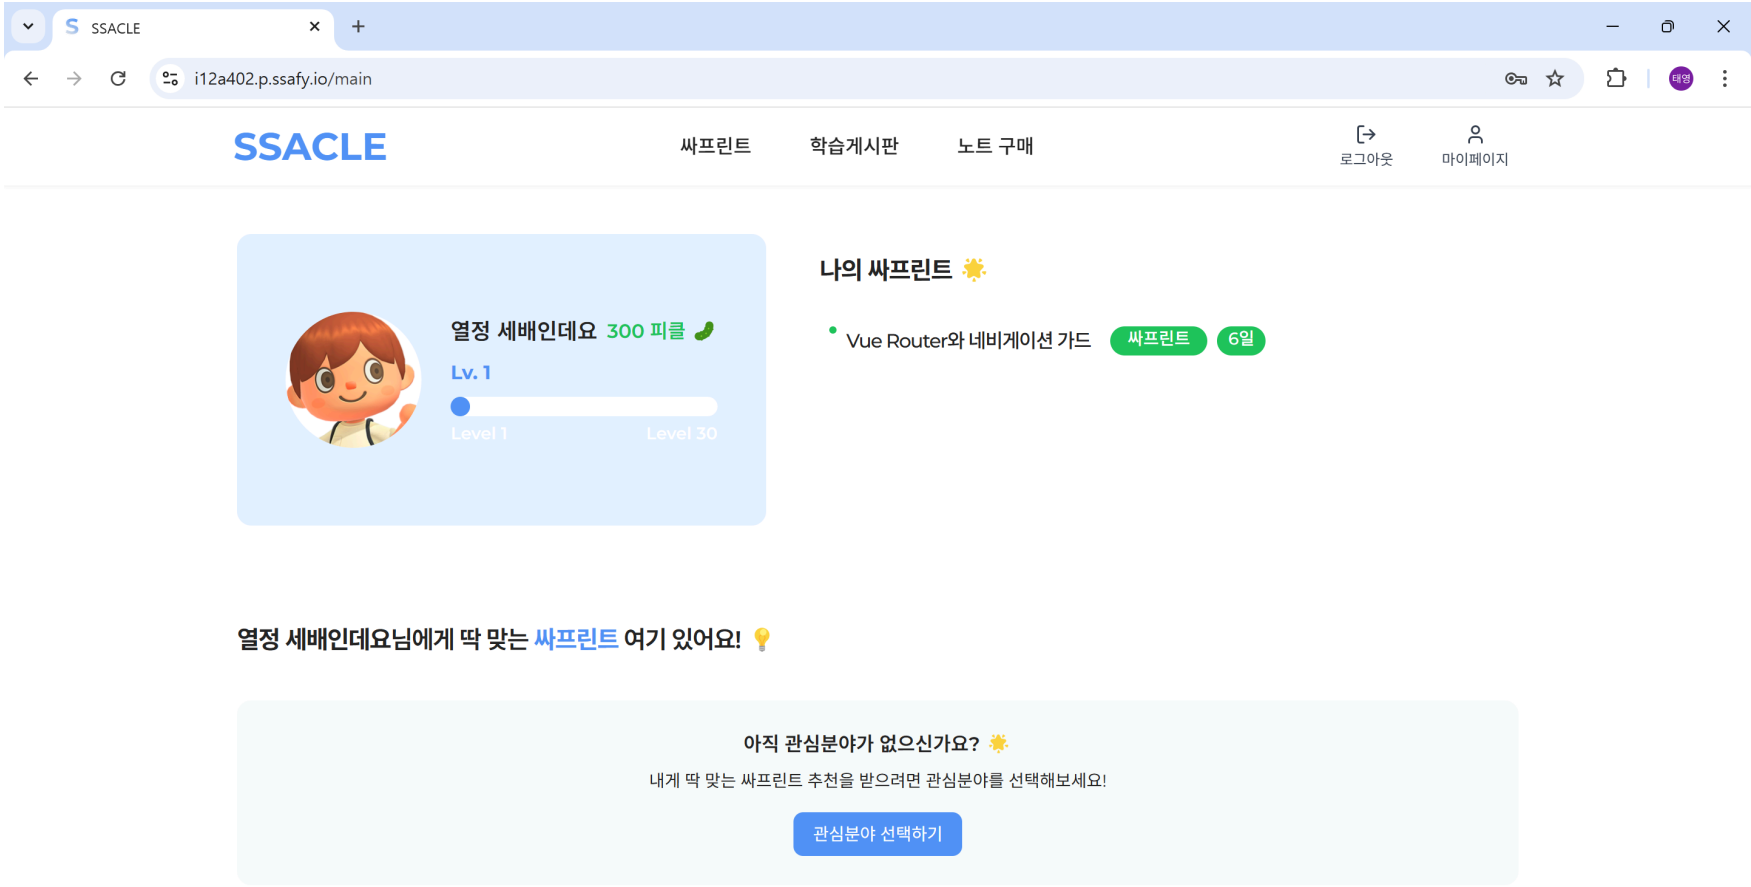 S SSACLE
i12a402.p.ssafy.io/main
태영
SSACLE
싸프린트
학습게시판
노트 구매
로그아웃
마이페이지
열정 세배인데요 300 피클
Lv. 1
Level 1
Level 30
나의 싸프린트
Vue Router와 네비게이션 가드 싸프린트 6일
열정 세배인데요님에게 딱 맞는 싸프린트 여기 있어요!
아직 관심분야가 없으신가요?
내게 딱 맞는 싸프린트 추천을 받으려면 관심분야를 선택해보세요!
관심분야 선택하기